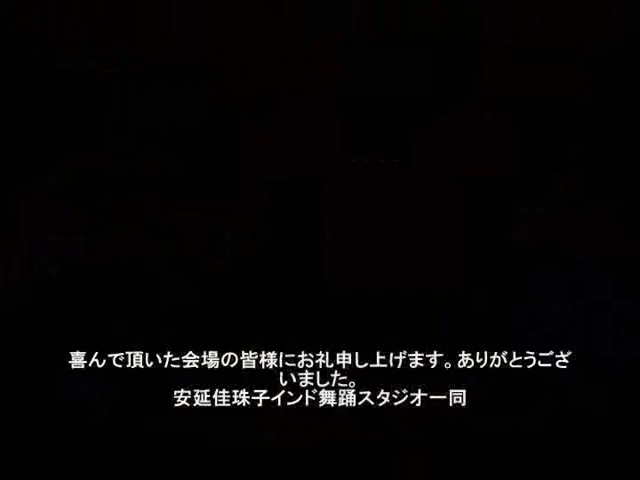 喜んで頂いた会場の皆様にお礼申し上げます。ありがとうござ
いました。
安延佳珠子インド舞踊スタジオ一同